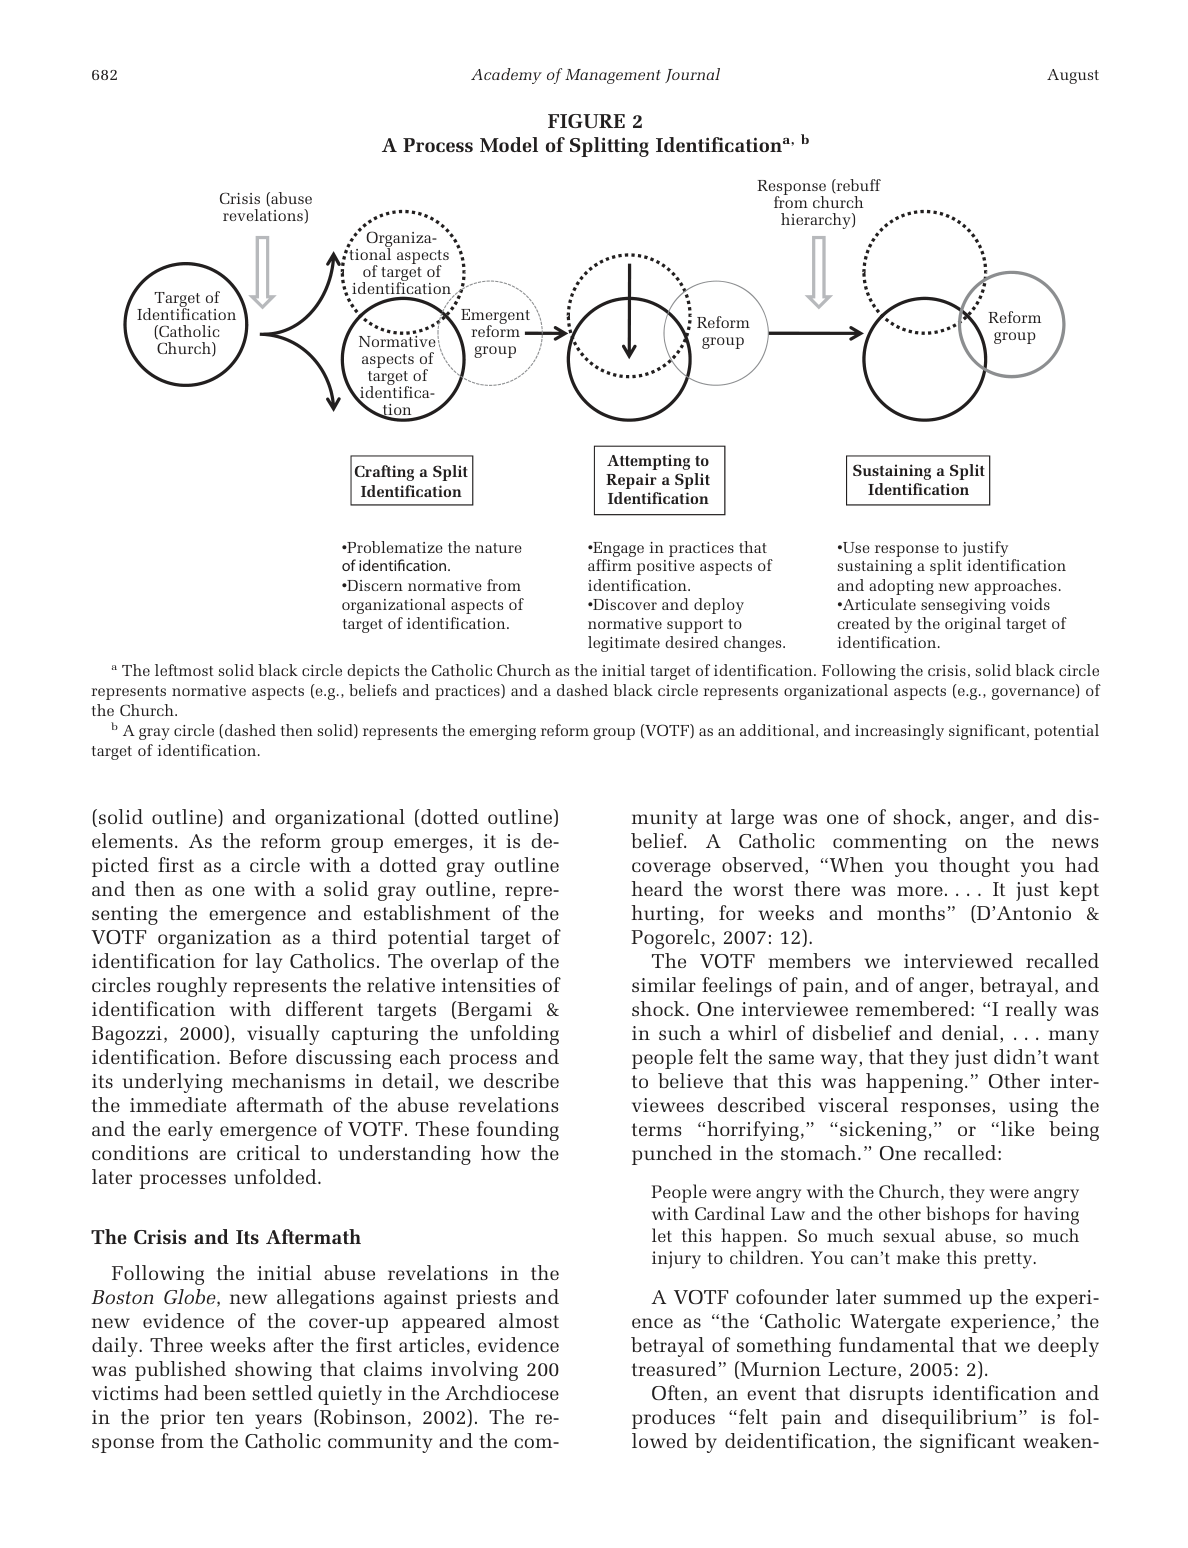 682
Academy of Management Journal
August
FIGURE 2
A Process Model of Splitting Identificationa, b
Crisis (abuse
revelations)
Response (rebuff
from church
hierarchy)
Target of
Identification
(Catholic
Church)
Organiza-
tional aspects
of target of
identification
Normative
aspects of
target of
identifica-
tion
Emergent
reform
group
Reform
group
Reform
group
Crafting a Split
Identification
Attempting to
Repair a Split
Identification
Sustaining a Split
Identification
•Problematize the nature
of identification.
•Discern normative from
organizational aspects of
target of identification.
•Engage in practices that
affirm positive aspects of
identification.
•Discover and deploy
normative support to
legitimate desired changes.
•Use response to justify
sustaining a split identification
and adopting new approaches.
•Articulate sensegiving voids
created by the original target of
identification.
a The leftmost solid black circle depicts the Catholic Church as the initial target of identification. Following the crisis, solid black circle
represents normative aspects (e.g., beliefs and practices) and a dashed black circle represents organizational aspects (e.g., governance) of
the Church.
b A gray circle (dashed then solid) represents the emerging reform group (VOTF) as an additional, and increasingly significant, potential
target of identification.
(solid outline) and organizational (dotted outline)
elements. As the reform group emerges, it is de-
picted first as a circle with a dotted gray outline
and then as one with a solid gray outline, repre-
senting the emergence and establishment of the
VOTF organization as a third potential target of
identification for lay Catholics. The overlap of the
circles roughly represents the relative intensities of
identification with different targets (Bergami &
Bagozzi, 2000), visually capturing the unfolding
identification. Before discussing each process and
its underlying mechanisms in detail, we describe
the immediate aftermath of the abuse revelations
and the early emergence of VOTF. These founding
conditions are critical to understanding how the
later processes unfolded.
The Crisis and Its Aftermath
Following the initial abuse revelations in the
Boston Globe, new allegations against priests and
new evidence of the cover-up appeared almost
daily. Three weeks after the first articles, evidence
was published showing that claims involving 200
victims had been settled quietly in the Archdiocese
in the prior ten years (Robinson, 2002). The re-
sponse from the Catholic community and the com-
munity at large was one of shock, anger, and dis-
belief. A Catholic commenting on the news
coverage observed, “When you thought you had
heard the worst there was more. . . . It just kept
hurting, for weeks and months” (D’Antonio &
Pogorelc, 2007: 12).
The VOTF members we interviewed recalled
similar feelings of pain, and of anger, betrayal, and
shock. One interviewee remembered: “I really was
in such a whirl of disbelief and denial, . . . many
people felt the same way, that they just didn’t want
to believe that this was happening.” Other inter-
viewees described visceral responses, using the
terms “horrifying,” “sickening,” or “like being
punched in the stomach.” One recalled:
People were angry with the Church, they were angry
with Cardinal Law and the other bishops for having
let this happen. So much sexual abuse, so much
injury to children. You can’t make this pretty.
A VOTF cofounder later summed up the experi-
ence as “the ‘Catholic Watergate experience,’ the
betrayal of something fundamental that we deeply
treasured” (Murnion Lecture, 2005: 2).
Often, an event that disrupts identification and
produces “felt pain and disequilibrium” is fol-
lowed by deidentification, the significant weaken-